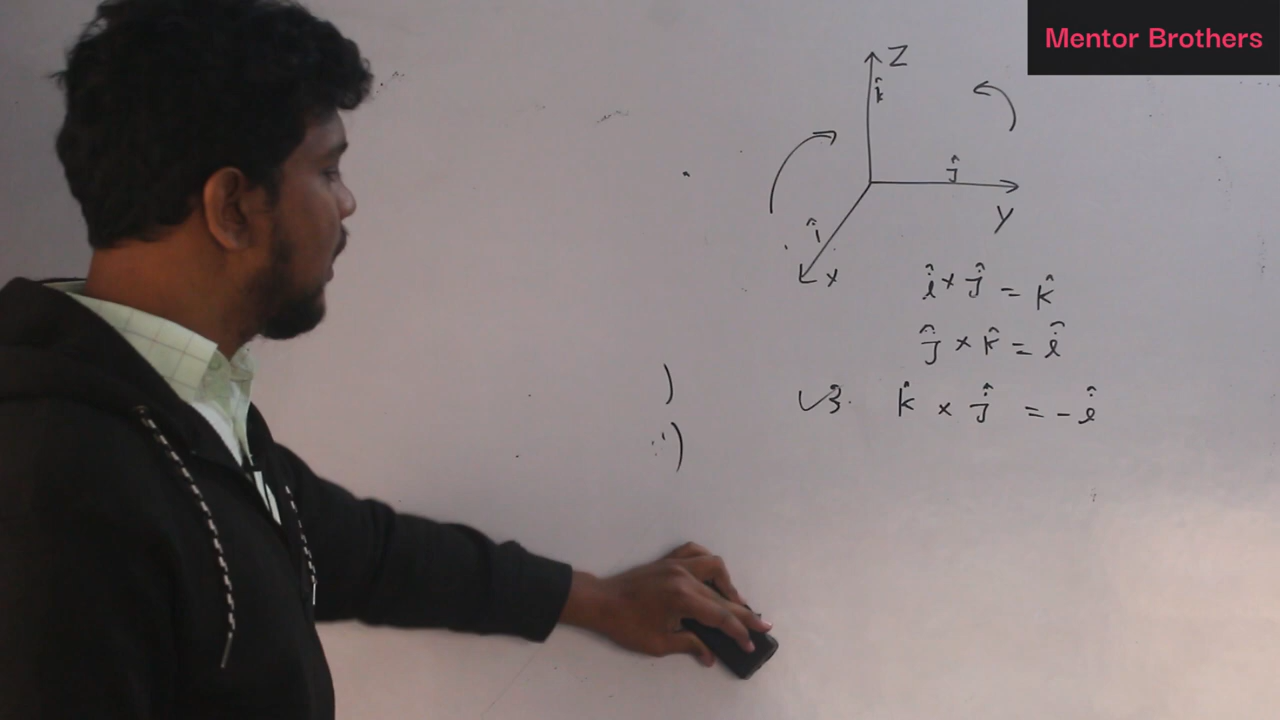 Mentor Brothers
Z
k̂
ĵ
Y
î
x
î × ĵ = k̂
ĵ × k̂ = î
k̂ × ĵ = - î